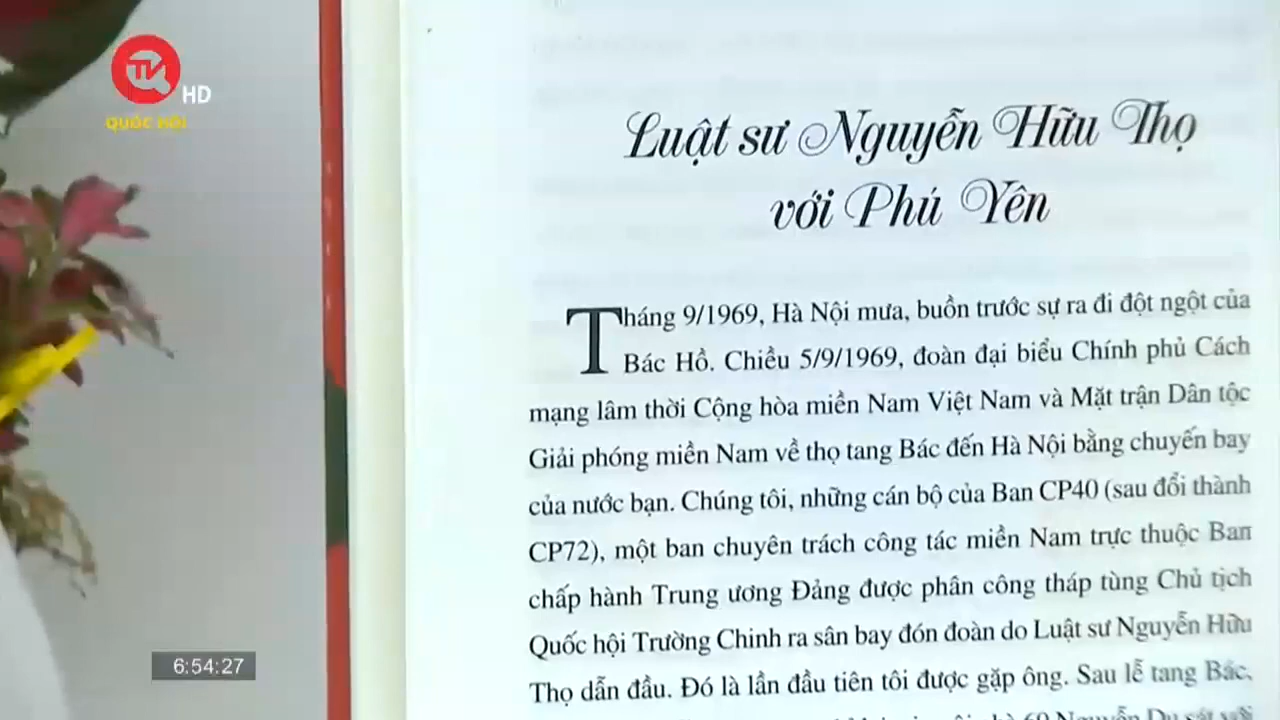 TV HD
QUỐC HỘI
Luật sư Nguyễn Hữu Thọ
với Phú Yên
Tháng 9/1969, Hà Nội mưa, buồn trước sự ra đi đột ngột của
Bác Hồ. Chiều 5/9/1969, đoàn đại biểu Chính phủ Cách
mạng lâm thời Cộng hòa miền Nam Việt Nam và Mặt trận Dân tộc
Giải phóng miền Nam về thọ tang Bác đến Hà Nội bằng chuyến bay
của nước bạn. Chúng tôi, những cán bộ của Ban CP40 (sau đổi thành
CP72), một ban chuyên trách công tác miền Nam trực thuộc Ban
chấp hành Trung ương Đảng được phân công tháp tùng Chủ tịch
Quốc hội Trường Chinh ra sân bay đón đoàn do Luật sư Nguyễn Hữu
Thọ dẫn đầu. Đó là lần đầu tiên tôi được gặp ông. Sau lễ tang Bác,
60 Nguyễn Du
6:54:27